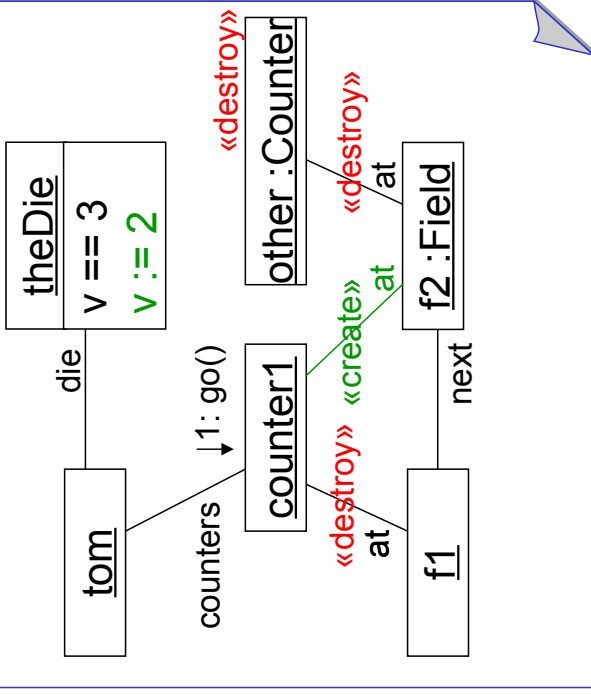 theDie
die
tom
v == 3
v := 2
counters
1: go()
«destroy»
counter1
other :Counter
«destroy»
«create»
«destroy»
at
at
at
f1
f2 :Field
next